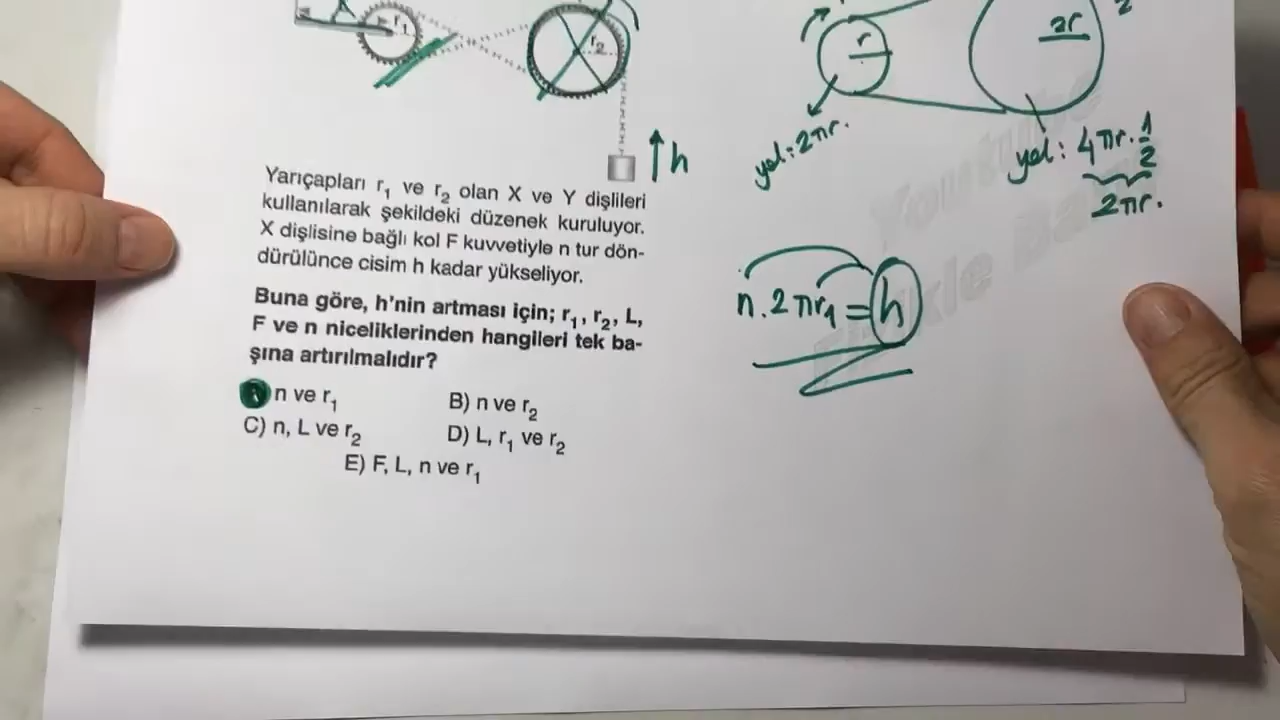 r₁
r₂
h
Yarıçapları r₁ ve r₂ olan X ve Y dişlileri
kullanılarak şekildeki düzenek kuruluyor.
X dişlisine bağlı kol F kuvvetiyle n tur dön-
dürülünce cisim h kadar yükseliyor.
Buna göre, h'nin artması için; r₁, r₂, L,
F ve n niceliklerinden hangileri tek ba-
şına artırılmalıdır?
n ve r₁
B) n ve r₂
C) n, L ve r₂
D) L, r₁ ve r₂
E) F, L, n ve r₁
r
2r
yol: 2πr.
yol: 4πr. 1/2
2πr.
n.2πr₁=h